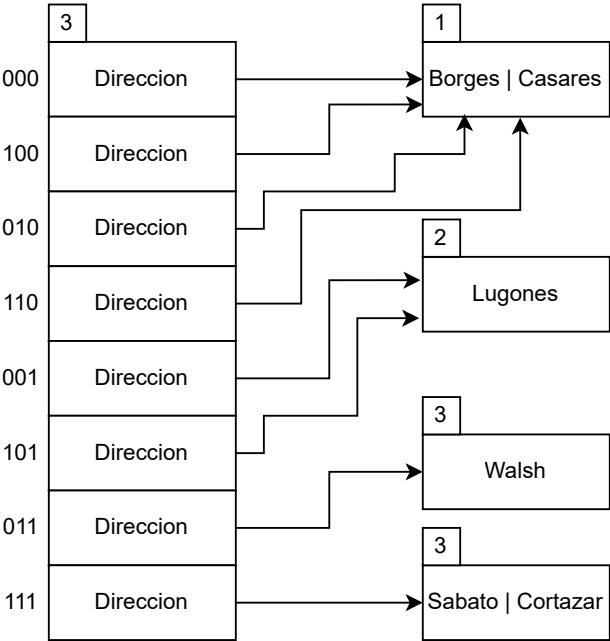 3
1
000 Direccion
Borges | Casares
100 Direccion
010 Direccion
2
110 Direccion
Lugones
001 Direccion
3
101 Direccion
Walsh
011 Direccion
3
111 Direccion
Sabato | Cortazar